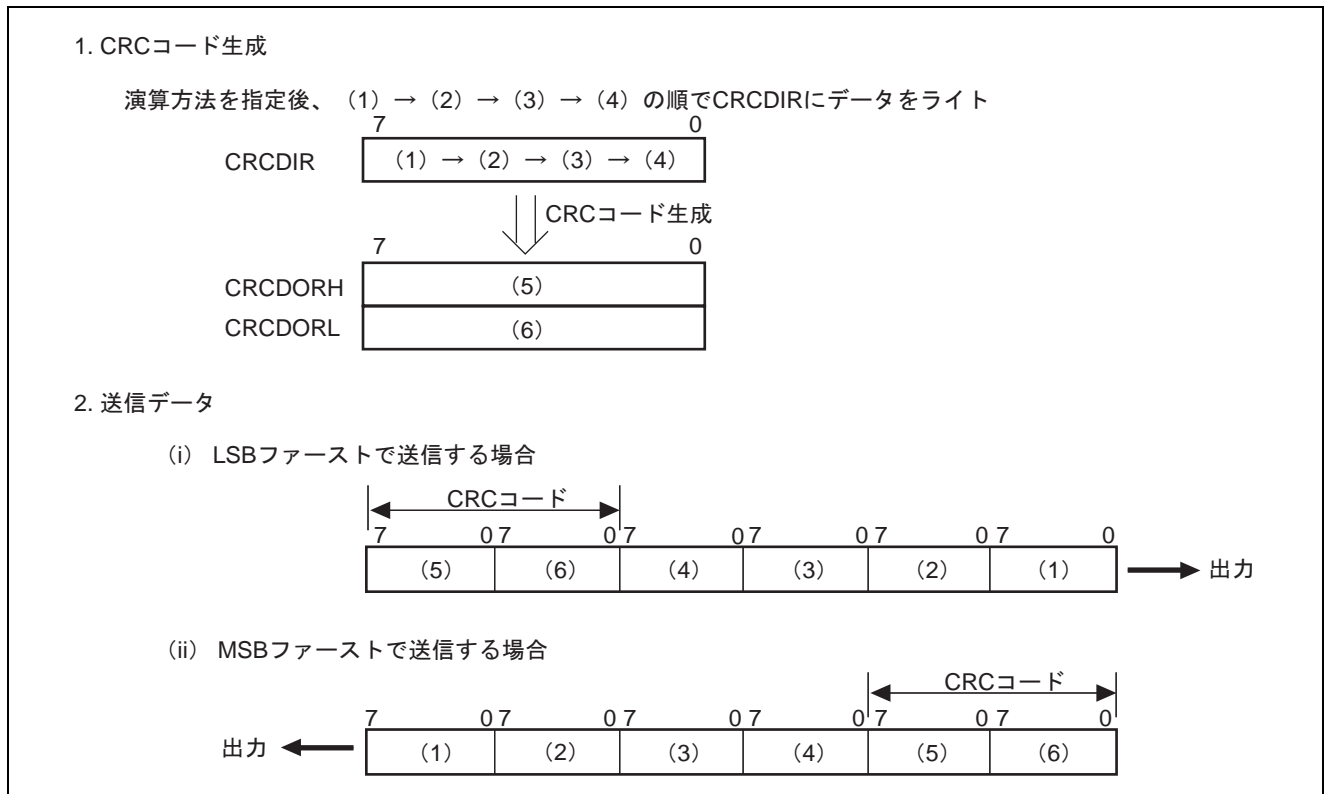 1. CRCコード生成
演算方法を指定後、（1）→（2）→（3）→（4）の順でCRCDIRにデータをライト
7 0
CRCDIR （1）→（2）→（3）→（4）
CRCコード生成
7 0
CRCDORH （5）
CRCDORL （6）
2. 送信データ
（i） LSBファーストで送信する場合
CRCコード
7 0 7 0 7 0 7 0 7 0 7 0
（5） （6） （4） （3） （2） （1） 出力
（ii） MSBファーストで送信する場合
CRCコード
7 0 7 0 7 0 7 0 7 0 7 0
出力 （1） （2） （3） （4） （5） （6）